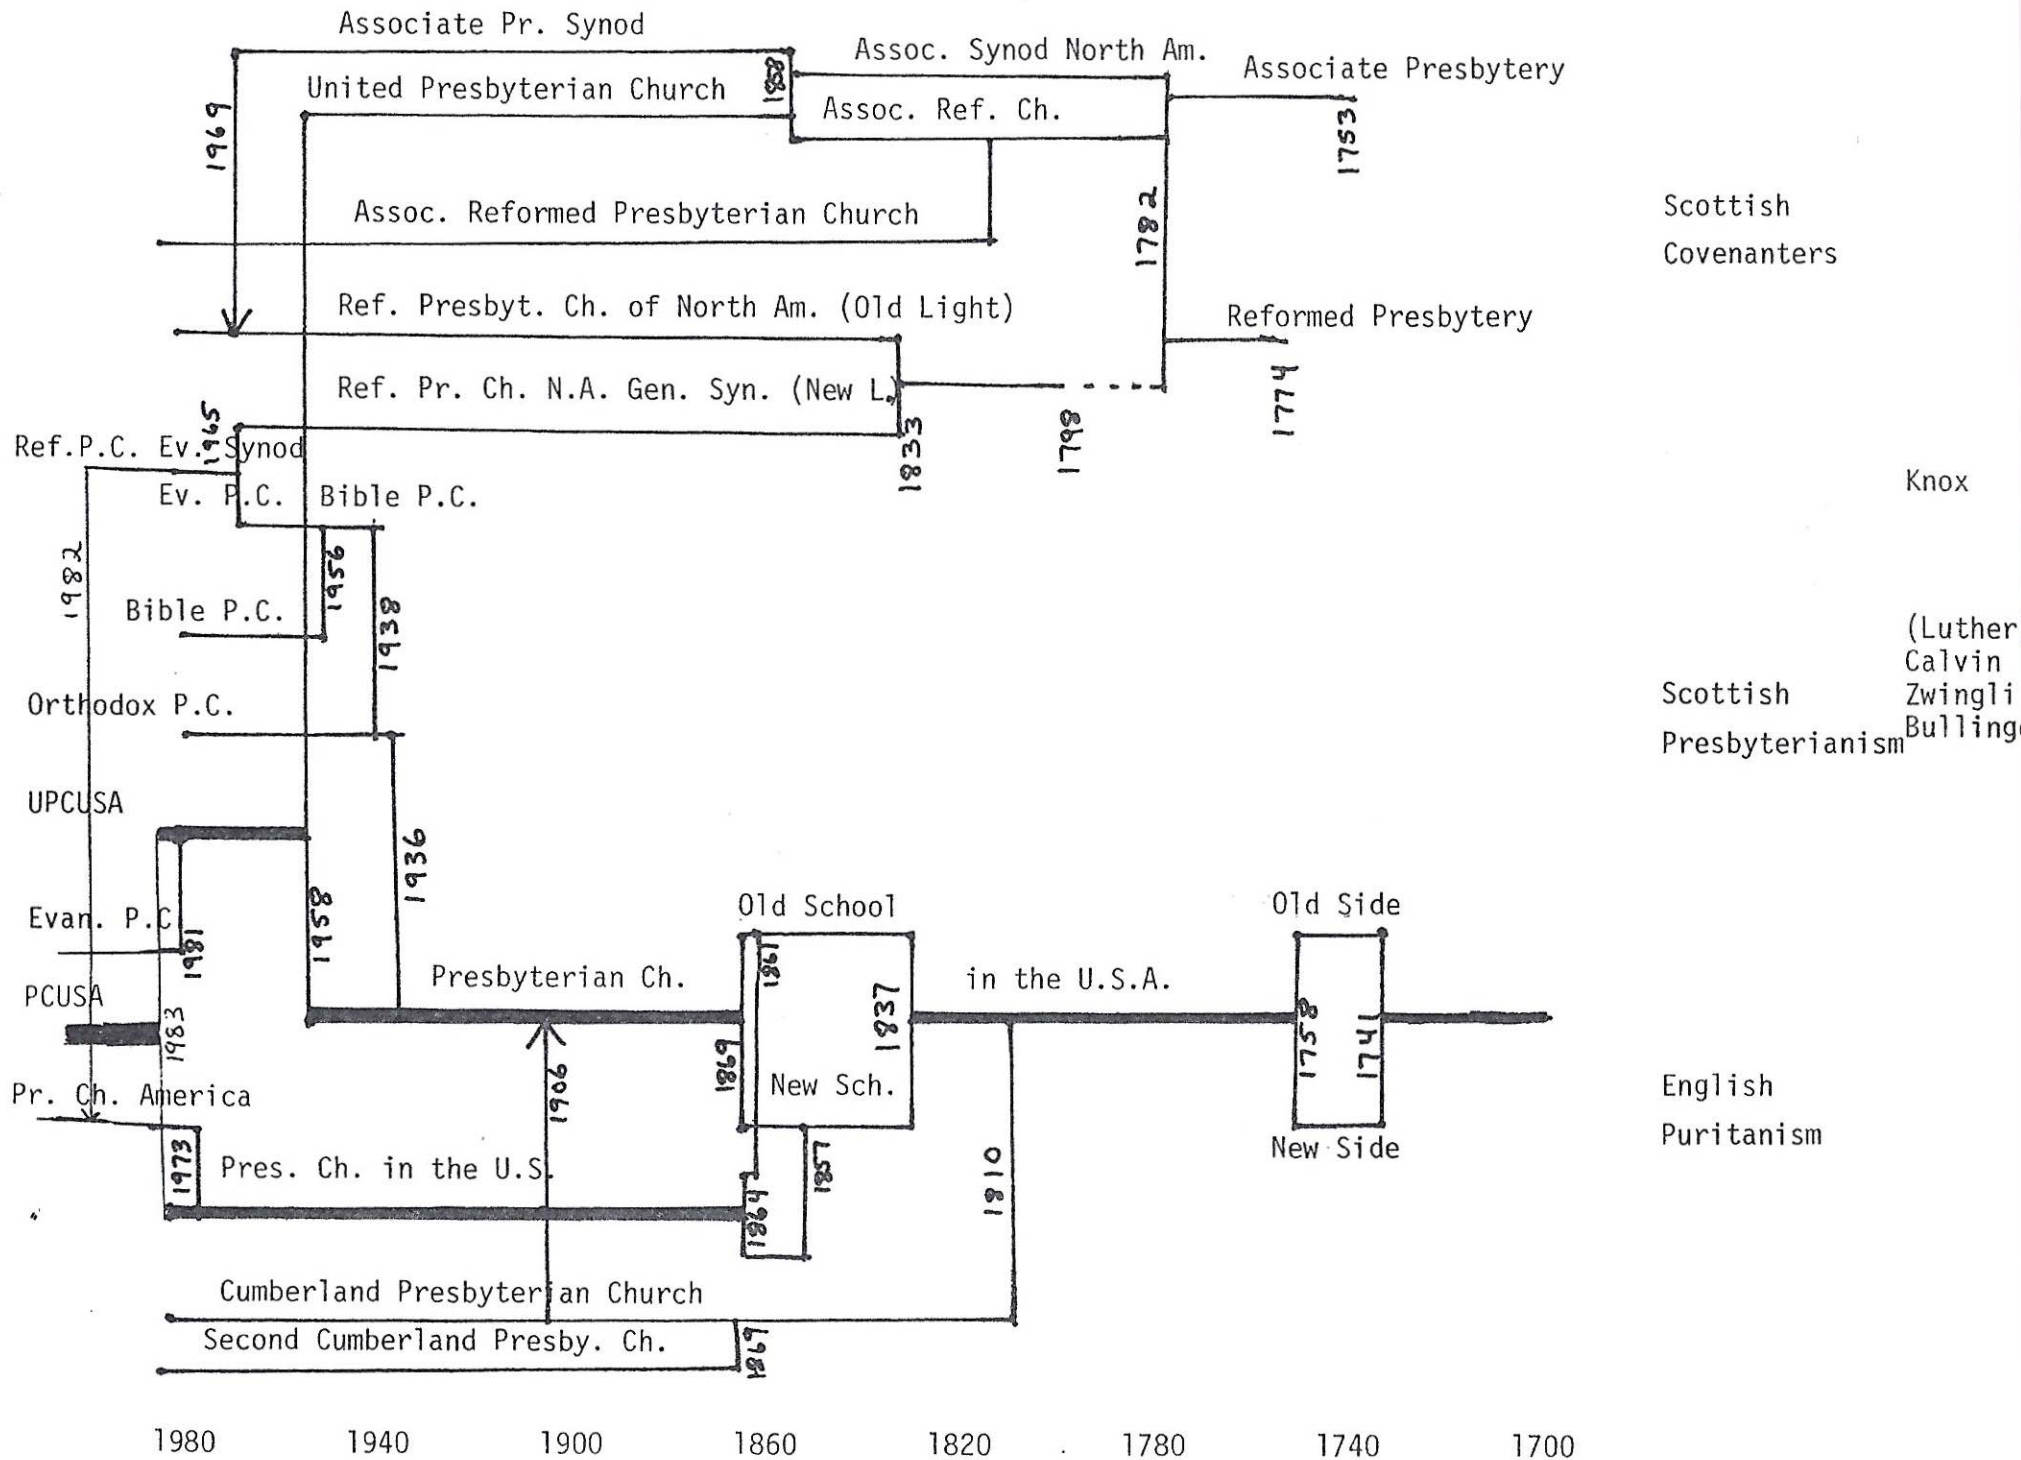 Associate Pr. Synod
Assoc. Synod North Am.
Associate Presbytery
United Presbyterian Church
1858
Assoc. Ref. Ch.
1969
1753
Assoc. Reformed Presbyterian Church
1782
Scottish
Covenanters
Ref. Presbyt. Ch. of North Am. (Old Light)
Reformed Presbytery
Ref. Pr. Ch. N.A. Gen. Syn. (New L.)
1774
1965
1833
1798
Ref.P.C. Ev. Synod
Ev. P.C. Bible P.C.
Knox
1982
1956
1938
Bible P.C.
(Luther
Calvin
Orthodox P.C.
Scottish
Zwingli
Presbyterianism
UPCUSA
1936
1958
Evan. P.C
1981
Old School
Old Side
1861
PCUSA
Presbyterian Ch.
in the U.S.A.
1983
1837
1758
1741
1869
1906
New Sch.
English
Puritanism
Pr. Ch. America
New Side
1973
Pres. Ch. in the U.S.
1864
1857
1810
Cumberland Presbyterian Church
Second Cumberland Presby. Ch.
1869
1980 1940 1900 1860 1820 1780 1740 1700